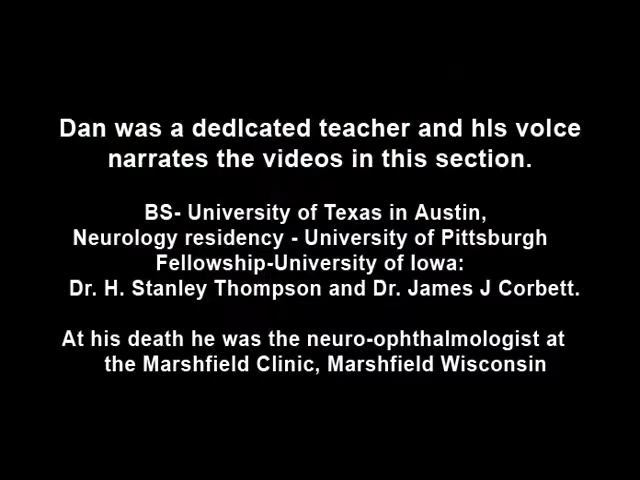 Dan was a dedicated teacher and his voice
narrates the videos in this section.
BS- University of Texas in Austin,
Neurology residency - University of Pittsburgh
Fellowship-University of Iowa:
Dr. H. Stanley Thompson and Dr. James J Corbett.
At his death he was the neuro-ophthalmologist at
the Marshfield Clinic, Marshfield Wisconsin